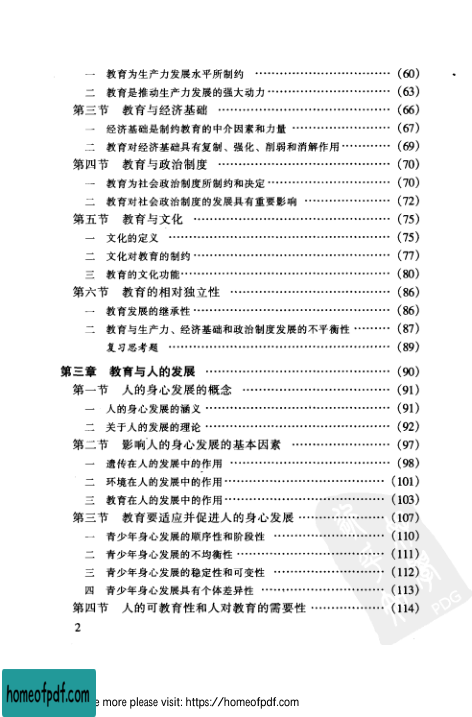 一 教育为生产力发展水平所制约 ……………………………… (60)
二 教育是推动生产力发展的强大动力 ……………………… (63)
第三节 教育与经济基础 ……………………………………… (66)
一 经济基础是制约教育的中介因素和力量 ………………… (67)
二 教育对经济基础具有复制、强化、削弱和消解作用 ……… (69)
第四节 教育与政治制度 ……………………………………… (70)
一 教育为社会政治制度所制约和决定 ……………………… (70)
二 教育对社会政治制度的发展具有重要影响 ……………… (72)
第五节 教育与文化 …………………………………………… (75)
一 文化的定义 ………………………………………………… (75)
二 文化对教育的制约 ………………………………………… (77)
三 教育的文化功能 …………………………………………… (80)
第六节 教育的相对独立性 …………………………………… (86)
一 教育发展的继承性 ………………………………………… (86)
二 教育与生产力、经济基础和政治制度发展的不平衡性 …… (87)
复习思考题 …………………………………………………… (89)
第三章 教育与人的发展 ……………………………………… (90)
第一节 人的身心发展的概念 ………………………………… (91)
一 人的身心发展的涵义 ……………………………………… (91)
二 关于人的发展的理论 ……………………………………… (92)
第二节 影响人的身心发展的基本因素 ……………………… (97)
一 遗传在人的发展中的作用 ………………………………… (98)
二 环境在人的发展中的作用 ………………………………… (101)
三 教育在人的发展中的作用 ………………………………… (103)
第三节 教育要适应并促进人的身心发展 …………………… (107)
一 青少年身心发展的顺序性和阶段性 ……………………… (110)
二 青少年身心发展的不均衡性 ……………………………… (111)
三 青少年身心发展的稳定性和可变性 ……………………… (112)
四 青少年身心发展具有个体差异性 ………………………… (113)
第四节 人的可教育性和人对教育的需要性 ………………… (114)
2
PDG
homeofpdf.com
e more please visit: https://homeofpdf.com